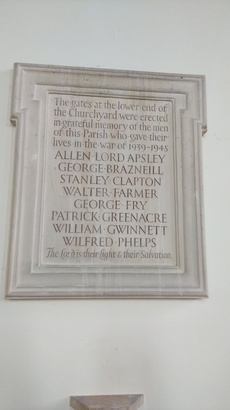 The gates at the lower end of
the Churchyard were erected
in grateful memory of the men
of this Parish who gave their
lives in the war of 1939-1945
ALLEN·LORD APSLEY
GEORGE·BRAZNEILL
STANLEY·CLAPTON
WALTER·FARMER
GEORGE·FRY
PATRICK·GREENACRE
WILLIAM·GWINNETT
WILFRED·PHELPS
The Lord is their light & their Salvation.